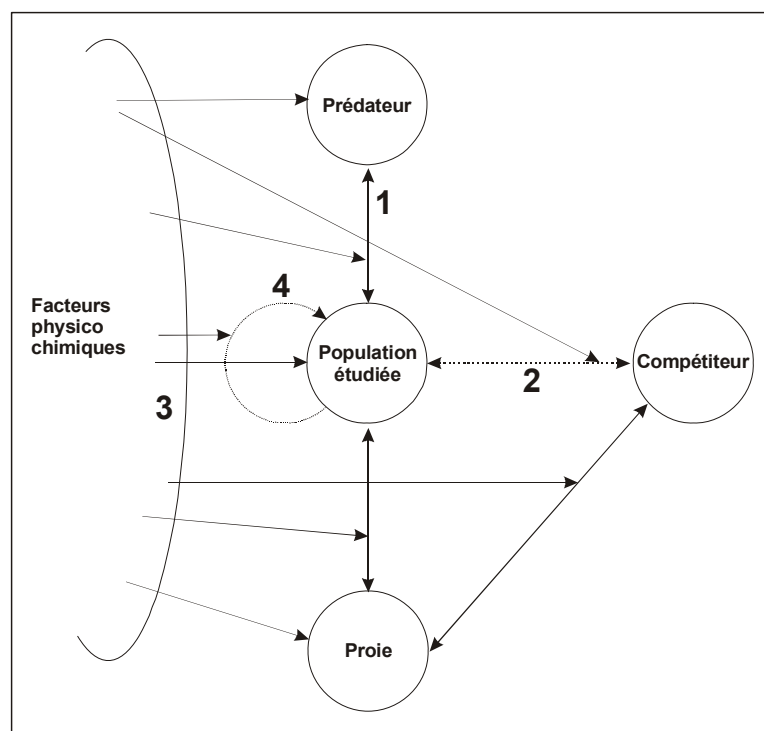 Prédateur
1
4
Facteurs
physico
chimiques
Population
étudiée
2
Compétiteur
3
Proie